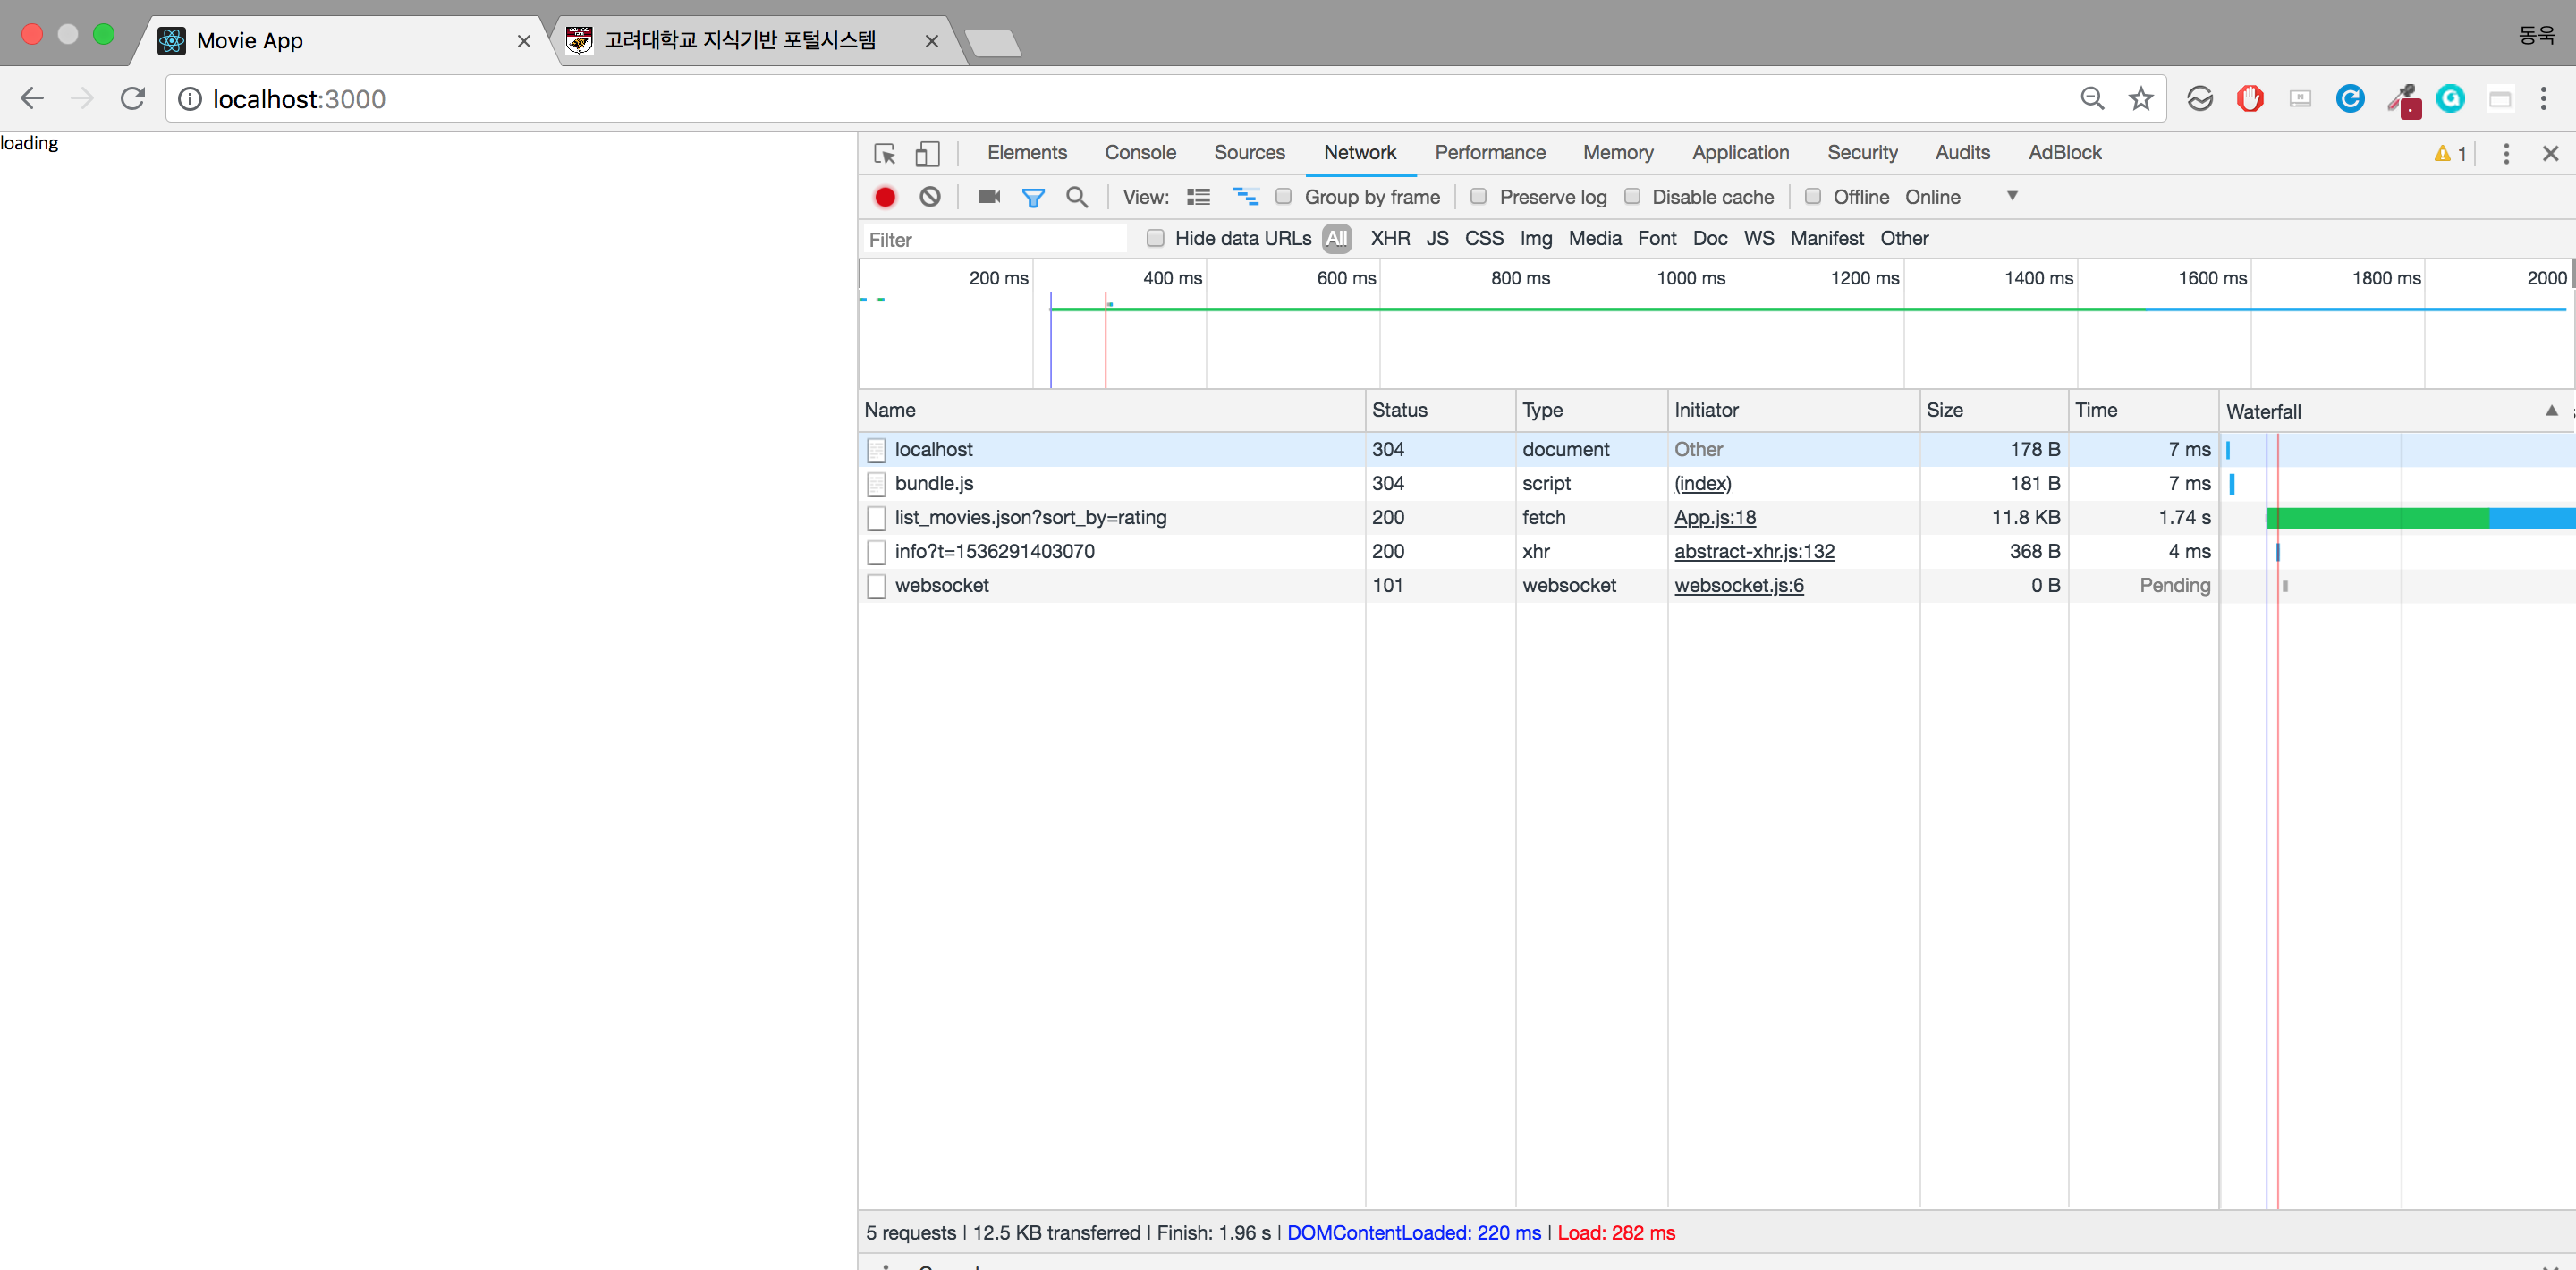 Movie App
고려대학교 지식기반 포털시스템
동욱
localhost:3000
loading
Elements Console Sources Network Performance Memory Application Security Audits AdBlock 1
View: Group by frame Preserve log Disable cache Offline Online
Filter Hide data URLs All XHR JS CSS Img Media Font Doc WS Manifest Other
200 ms 400 ms 600 ms 800 ms 1000 ms 1200 ms 1400 ms 1600 ms 1800 ms 2000
Name Status Type Initiator Size Time Waterfall
localhost 304 document Other 178 B 7 ms
bundle.js 304 script (index) 181 B 7 ms
list_movies.json?sort_by=rating 200 fetch App.js:18 11.8 KB 1.74 s
info?t=1536291403070 200 xhr abstract-xhr.js:132 368 B 4 ms
websocket 101 websocket websocket.js:6 0 B Pending
5 requests | 12.5 KB transferred | Finish: 1.96 s | DOMContentLoaded: 220 ms | Load: 282 ms